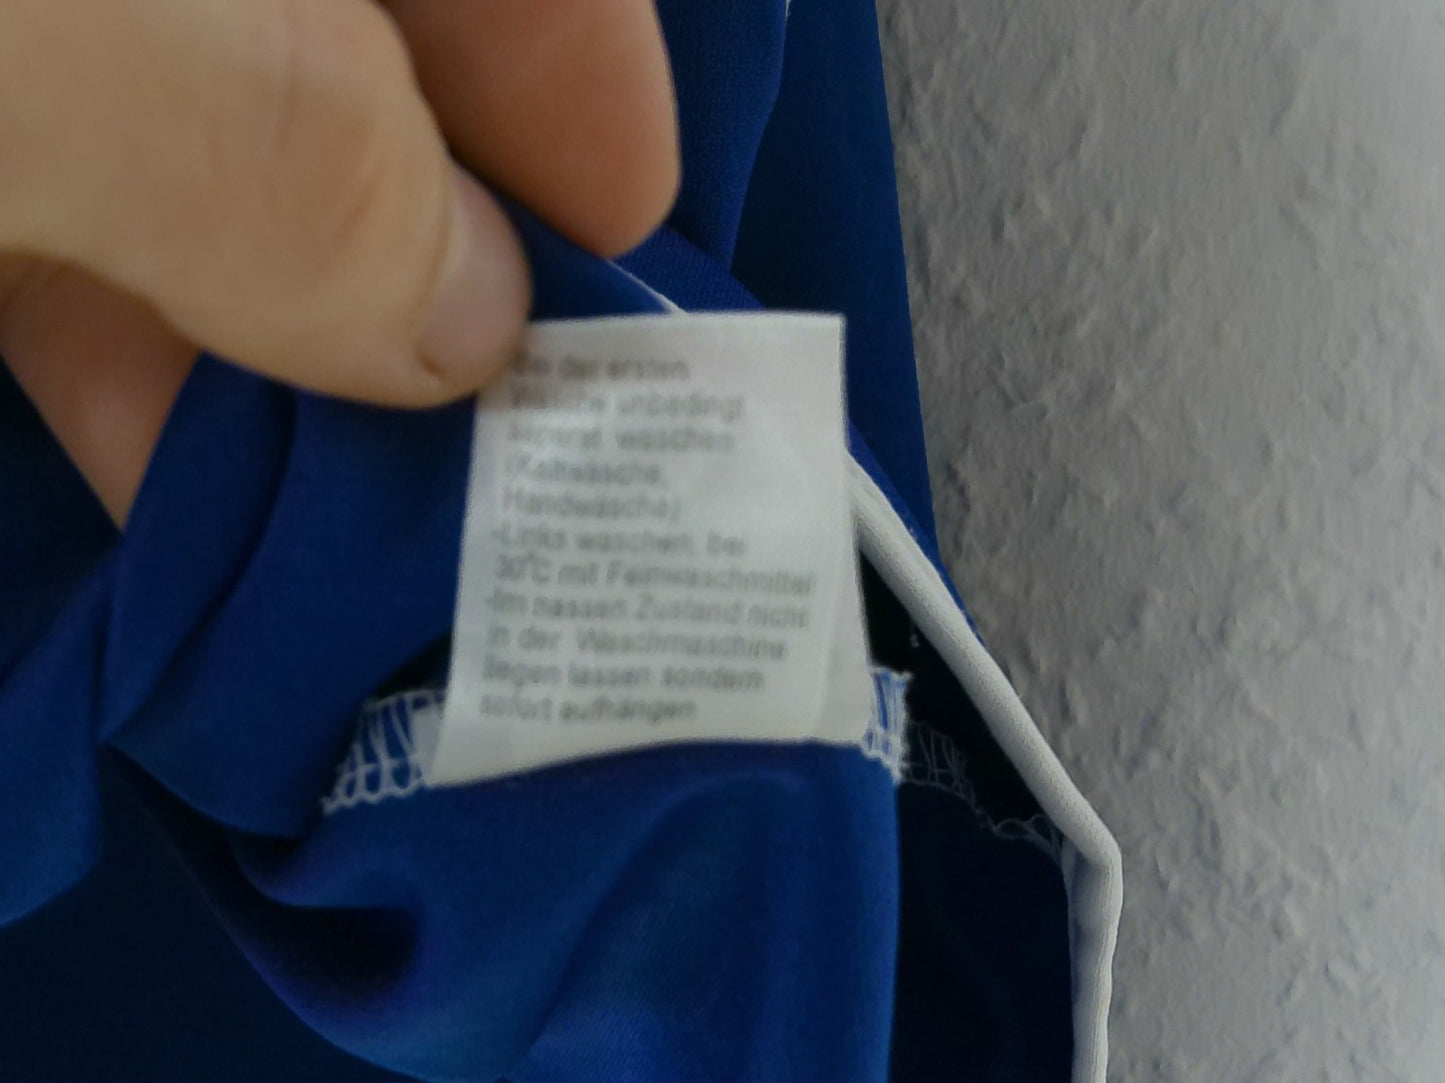 Bei der ersten
Wäsche unbedingt
separat waschen
(Kaltwäsche,
Handwäsche)
-Links waschen, bei
30°C mit Feinwaschmittel
-Im nassen Zustand nicht
in der Waschmaschine
liegen lassen sondern
sofort aufhängen